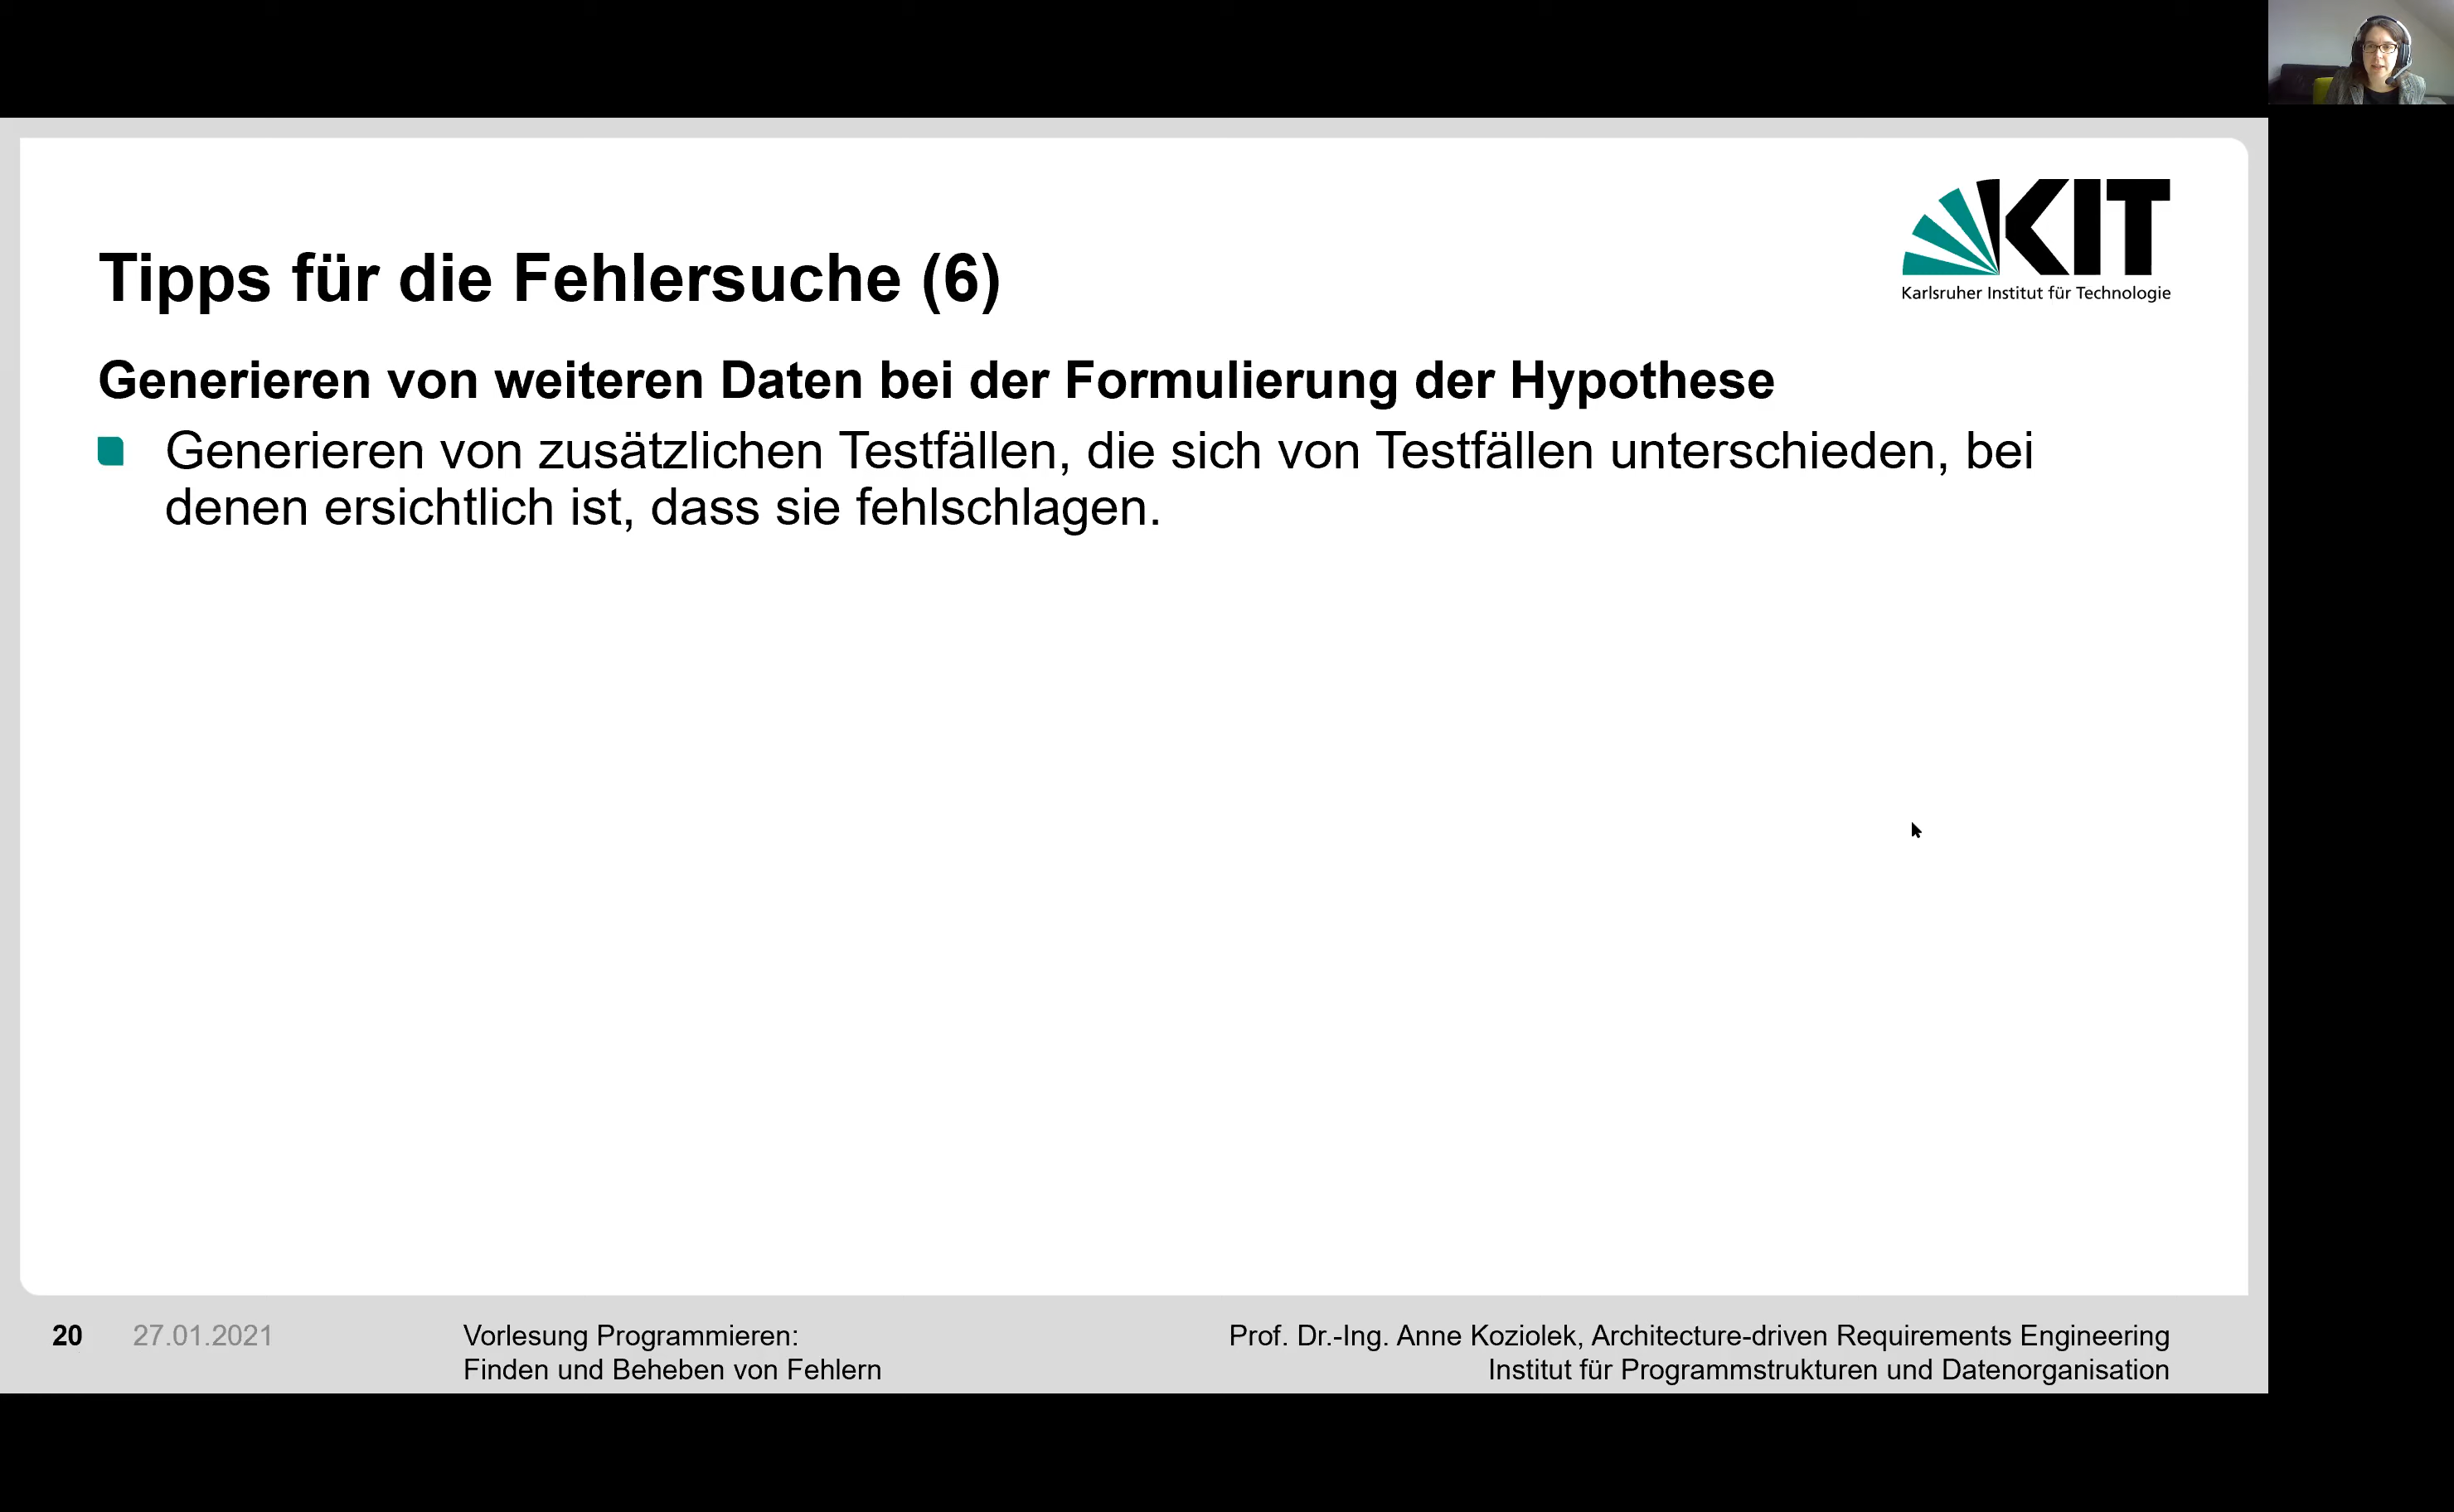 KIT
Karlsruher Institut für Technologie
Tipps für die Fehlersuche (6)
Generieren von weiteren Daten bei der Formulierung der Hypothese
Generieren von zusätzlichen Testfällen, die sich von Testfällen unterschieden, bei
denen ersichtlich ist, dass sie fehlschlagen.
20 27.01.2021
Vorlesung Programmieren:
Finden und Beheben von Fehlern
Prof. Dr.-Ing. Anne Koziolek, Architecture-driven Requirements Engineering
Institut für Programmstrukturen und Datenorganisation